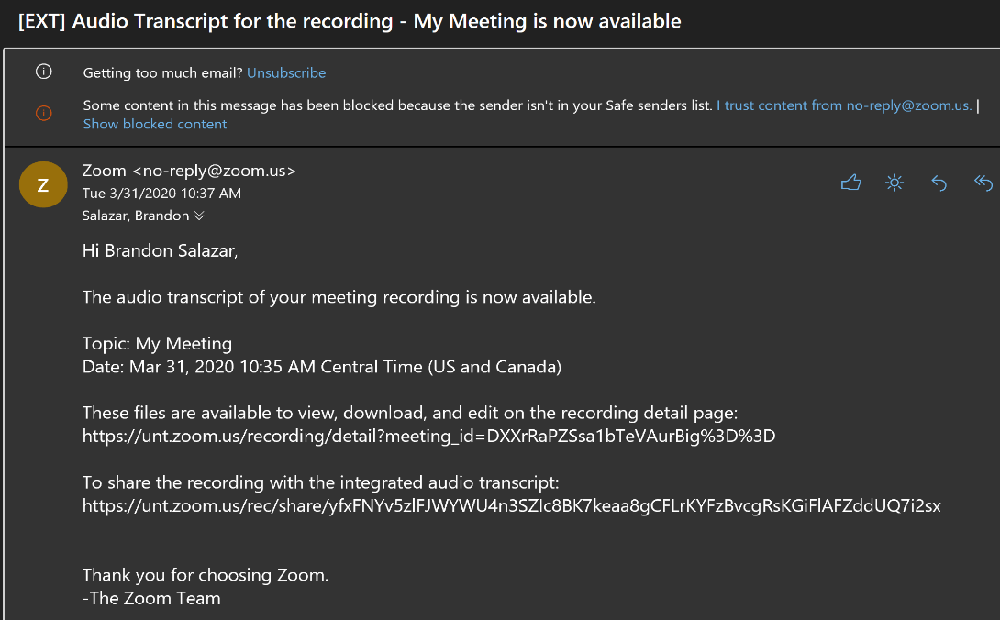 [EXT] Audio Transcript for the recording - My Meeting is now available
Getting too much email? Unsubscribe
Some content in this message has been blocked because the sender isn't in your Safe senders list. I trust content from no-reply@zoom.us. |
Show blocked content
Z
Zoom <no-reply@zoom.us>
Tue 3/31/2020 10:37 AM
Salazar, Brandon
Hi Brandon Salazar,
The audio transcript of your meeting recording is now available.
Topic: My Meeting
Date: Mar 31, 2020 10:35 AM Central Time (US and Canada)
These files are available to view, download, and edit on the recording detail page:
https://unt.zoom.us/recording/detail?meeting_id=DXXrRaPZSsa1bTeVAurBig%3D%3D
To share the recording with the integrated audio transcript:
https://unt.zoom.us/rec/share/yfxFNYv5zlFJWYWU4n3SZIc8BK7keaa8gCFLrKYFzBvcgRsKGiFlAFZddUQ7i2sx
Thank you for choosing Zoom.
-The Zoom Team